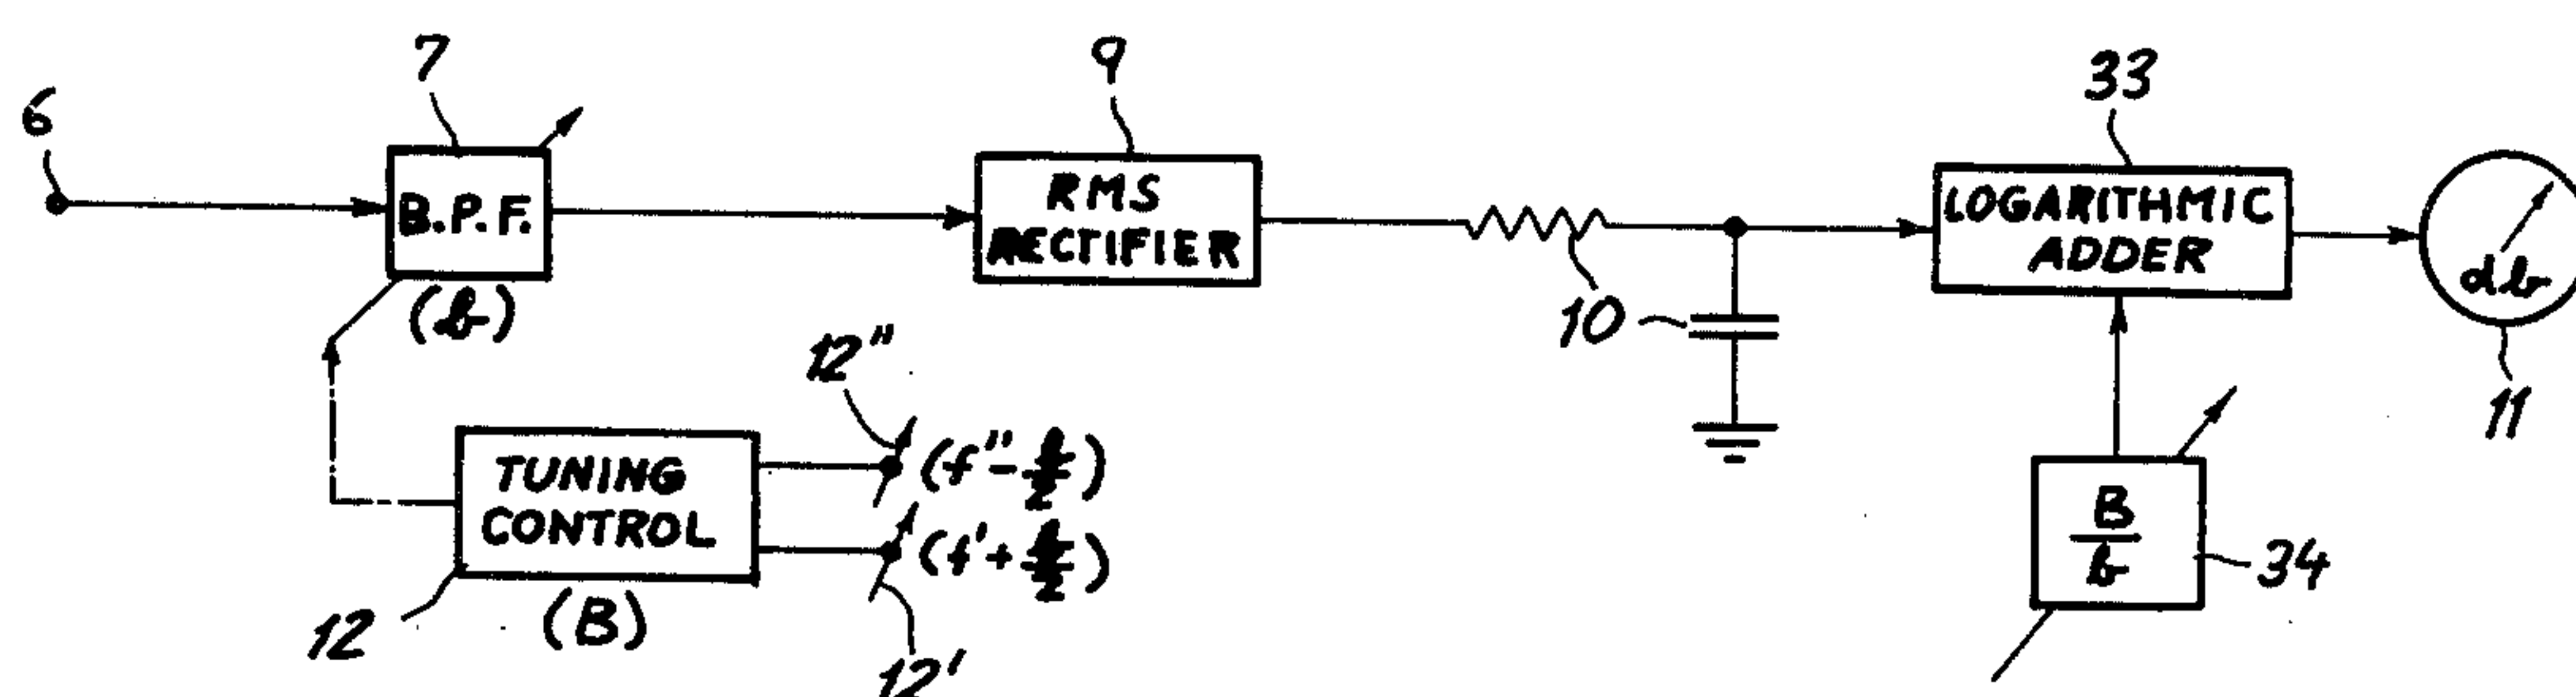 6
7
B.P.F.
(b)
9
RMS
RECTIFIER
10
33
LOGARITHMIC
ADDER
db
11
B
b
34
TUNING
CONTROL
(B)
12
12"
(f"-b/2)
(f'+b/2)
12'